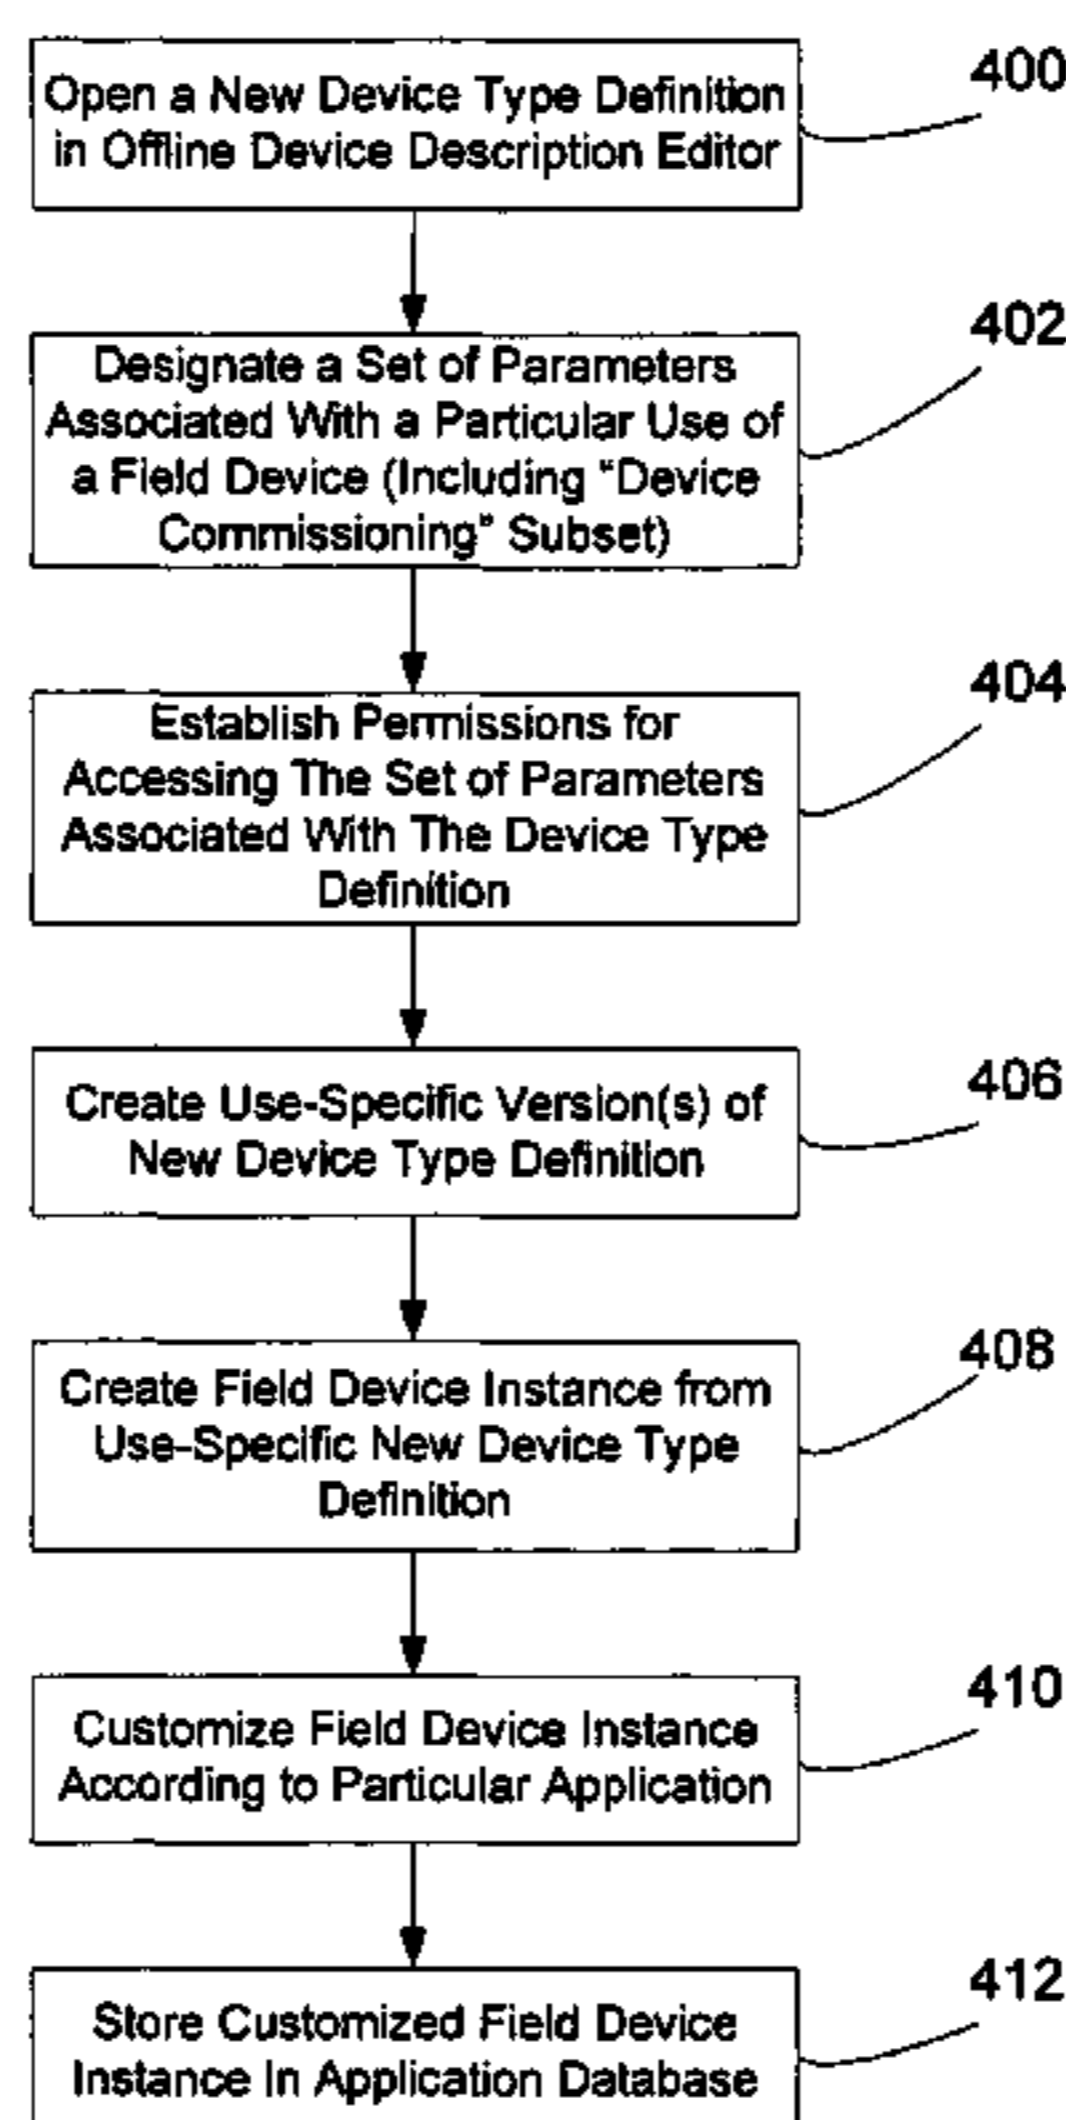 Open a New Device Type Definition
in Offline Device Description Editor
400
Designate a Set of Parameters
Associated With a Particular Use of
a Field Device (Including “Device
Commissioning” Subset)
402
Establish Permissions for
Accessing The Set of Parameters
Associated With The Device Type
Definition
404
Create Use-Specific Version(s) of
New Device Type Definition
406
Create Field Device Instance from
Use-Specific New Device Type
Definition
408
Customize Field Device Instance
According to Particular Application
410
Store Customized Field Device
Instance In Application Database
412